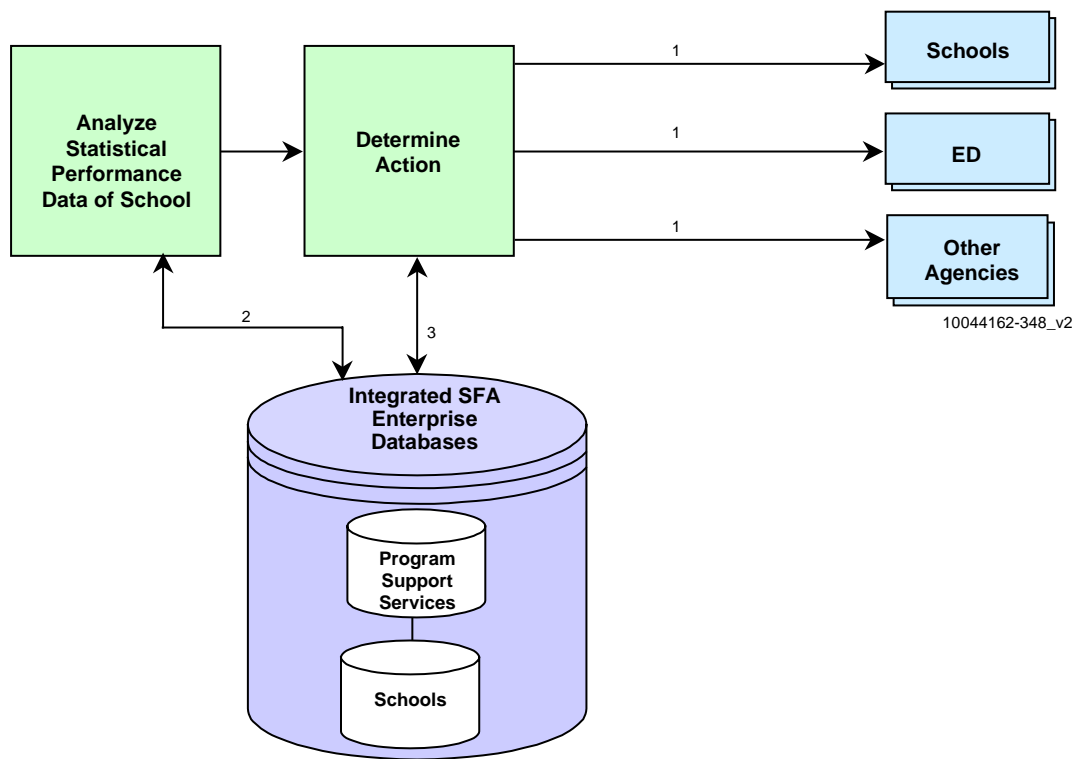 Analyze
Statistical
Performance
Data of School
Determine
Action
1
Schools
1
ED
1
Other
Agencies
10044162-348_v2
2
3
Integrated SFA
Enterprise
Databases
Program
Support
Services
Schools